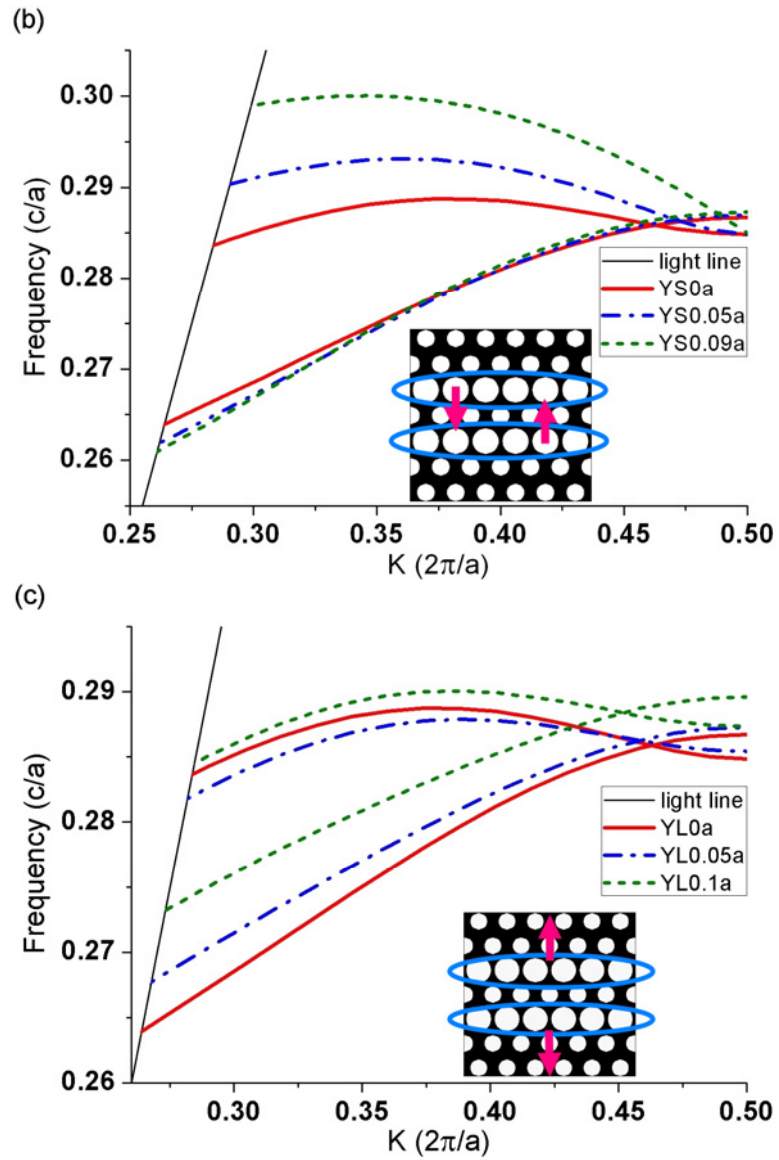 (b)
0.30
0.29
0.28
0.27
0.26
Frequency (c/a)
light line
YS0a
YS0.05a
YS0.09a
0.25 0.30 0.35 0.40 0.45 0.50
K (2π/a)
(c)
0.29
0.28
0.27
0.26
Frequency (c/a)
light line
YL0a
YL0.05a
YL0.1a
0.30 0.35 0.40 0.45 0.50
K (2π/a)